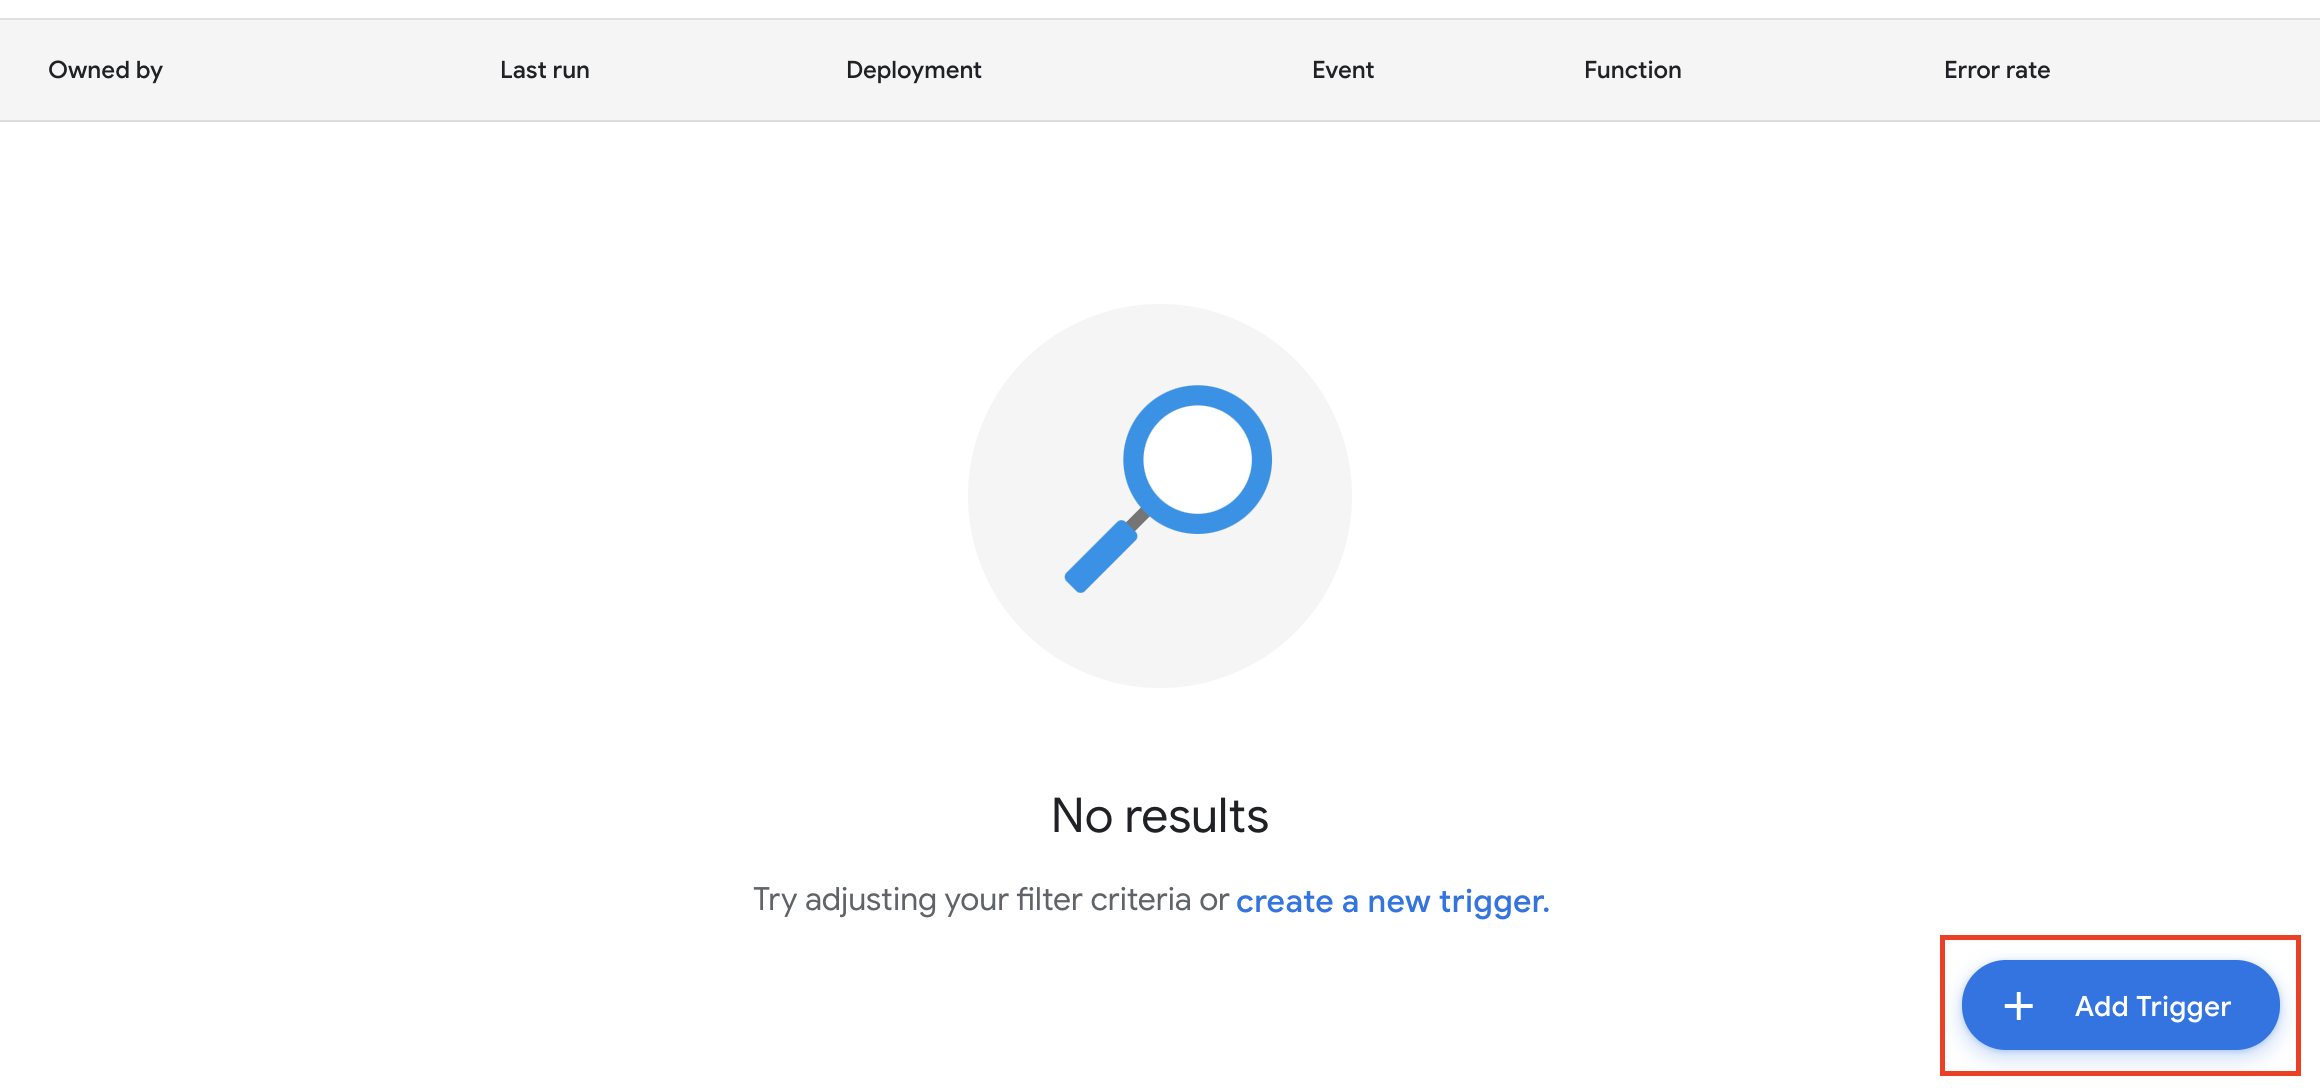 Owned by Last run Deployment Event Function Error rate
No results
Try adjusting your filter criteria or create a new trigger.
+ Add Trigger